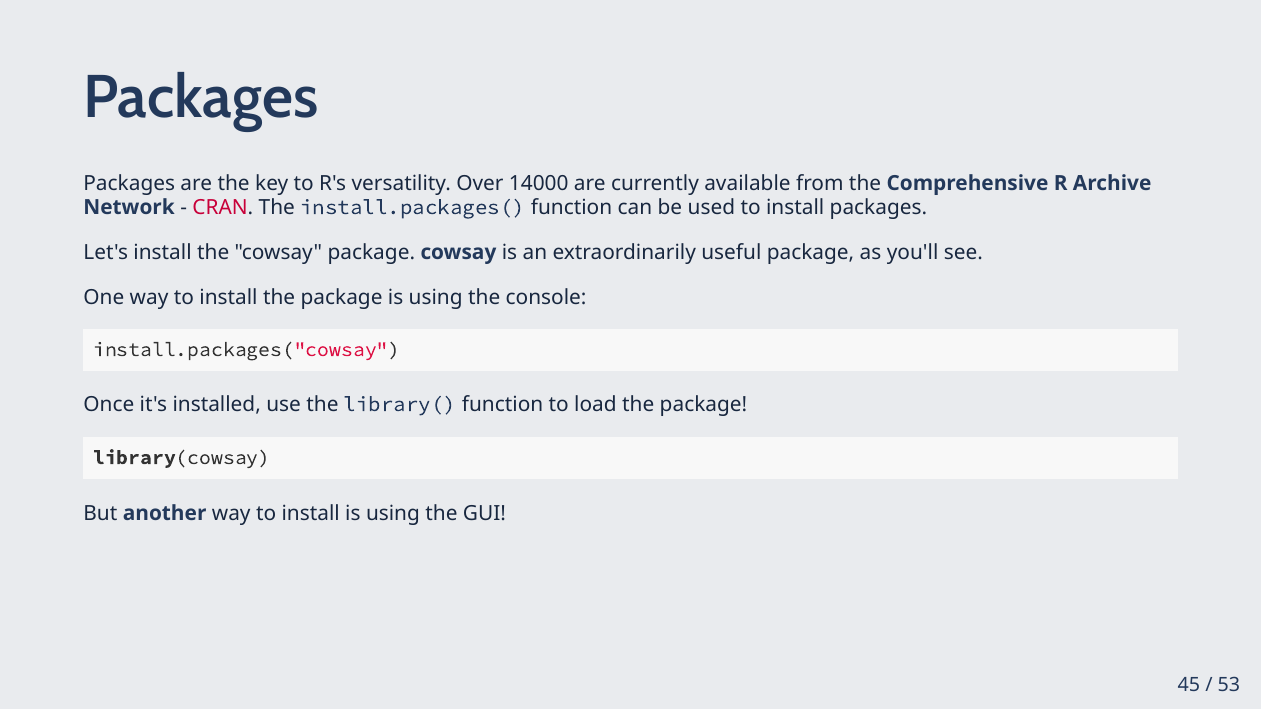 Packages
Packages are the key to R's versatility. Over 14000 are currently available from the Comprehensive R Archive
Network - CRAN. The install.packages() function can be used to install packages.
Let's install the "cowsay" package. cowsay is an extraordinarily useful package, as you'll see.
One way to install the package is using the console:
install.packages("cowsay")
Once it's installed, use the library() function to load the package!
library(cowsay)
But another way to install is using the GUI!
45 / 53